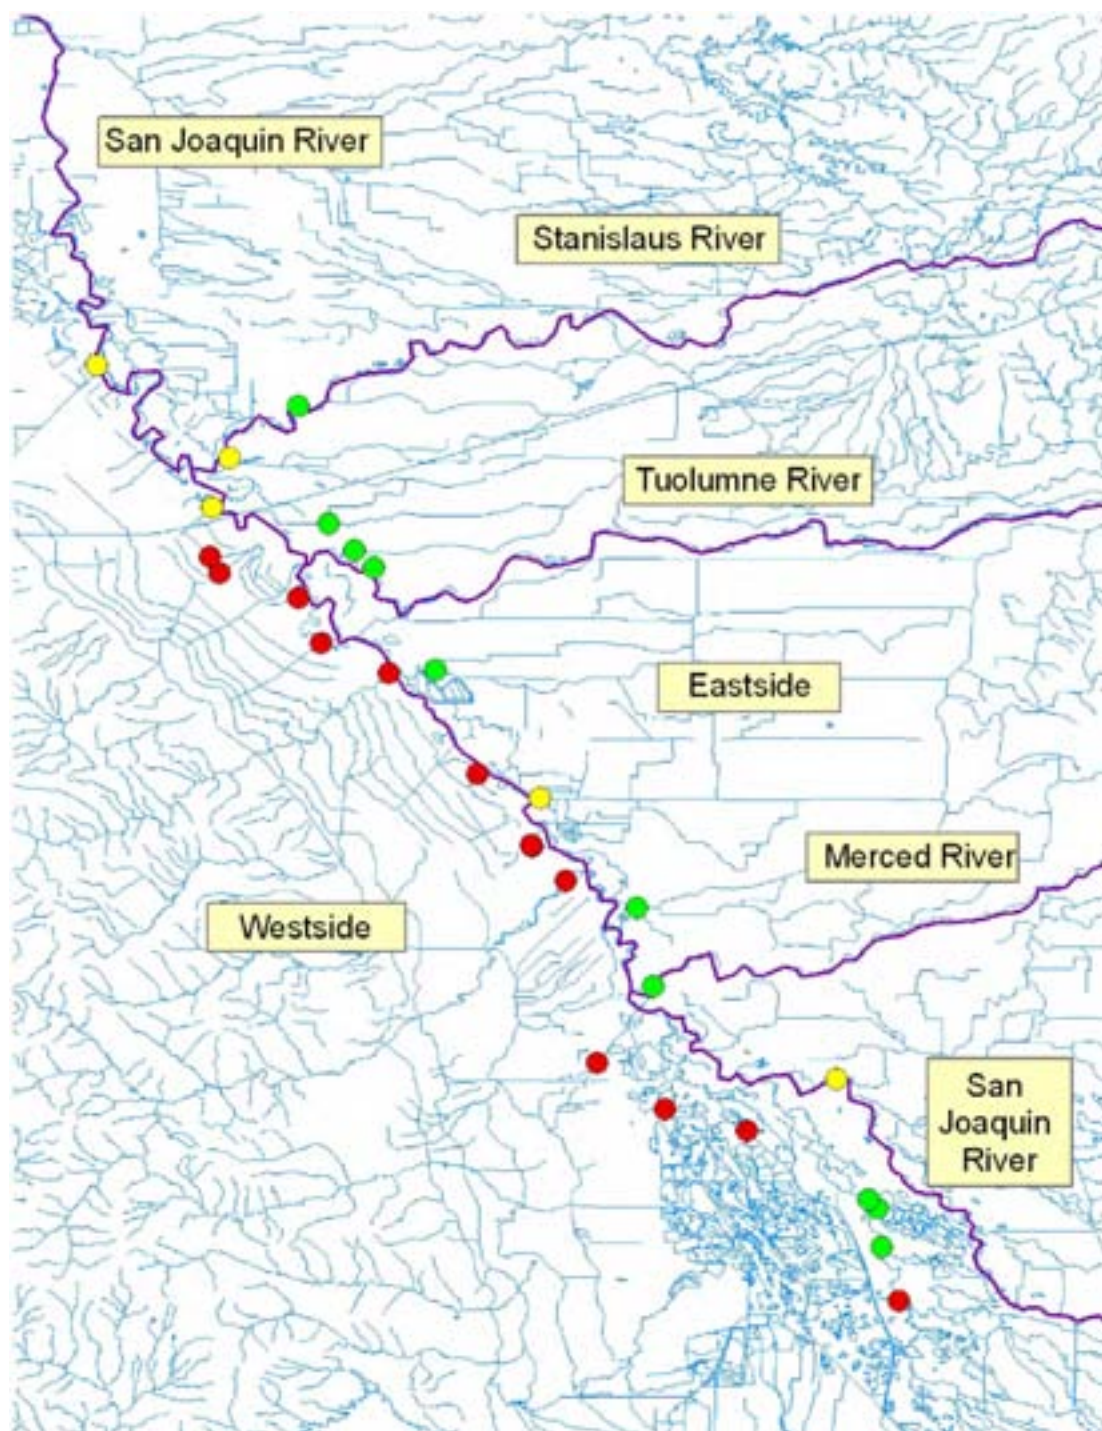 San Joaquin River
Stanislaus River
Tuolumne River
Eastside
Merced River
Westside
San
Joaquin
River